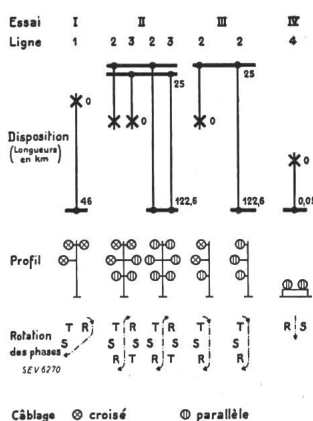 Essai I II III IV
Ligne 1 2 3 2 3 2 2 4
25 25
0 0 0 0
Disposition
(Longueurs
en km)
0
46 122,6 122,6 0,05
Profil
T R T R T R T T R S
Rotation
des phases
S S S S S S S
R T R T R R
SEV 6270
Câblage croisé parallèle